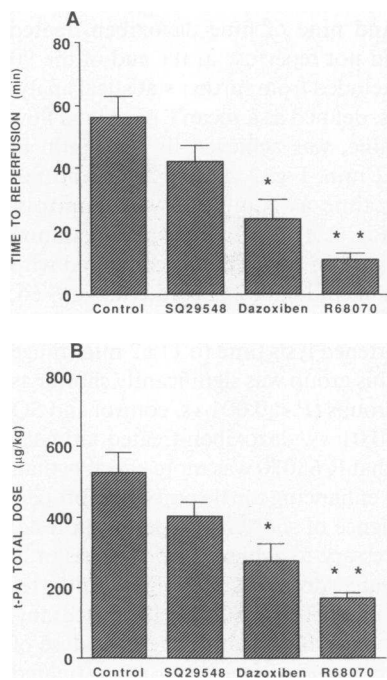 A
TIME TO REPERFUSION (min)
80
60
40
20
0
*
* *
Control SQ29548 Dazoxiben R68070
B
t-PA TOTAL DOSE (μg/kg)
800
600
400
200
0
*
* *
Control SQ29548 Dazoxiben R68070